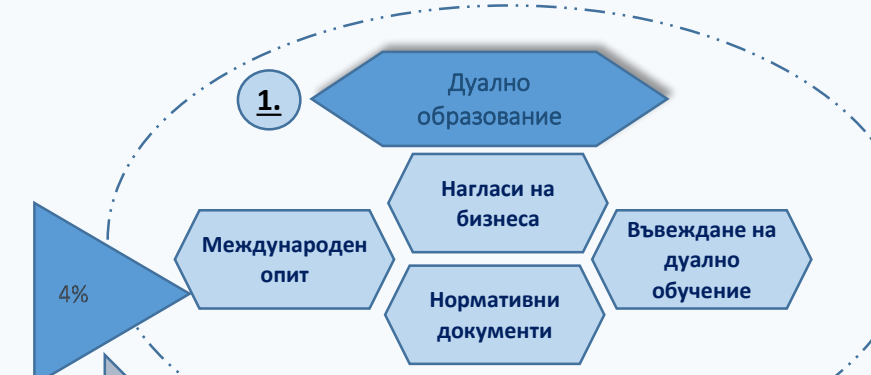 1.
Дуално
образование
Нагласи на
бизнеса
Международен
опит
Въвеждане на
дуално
обучение
Нормативни
документи
4%